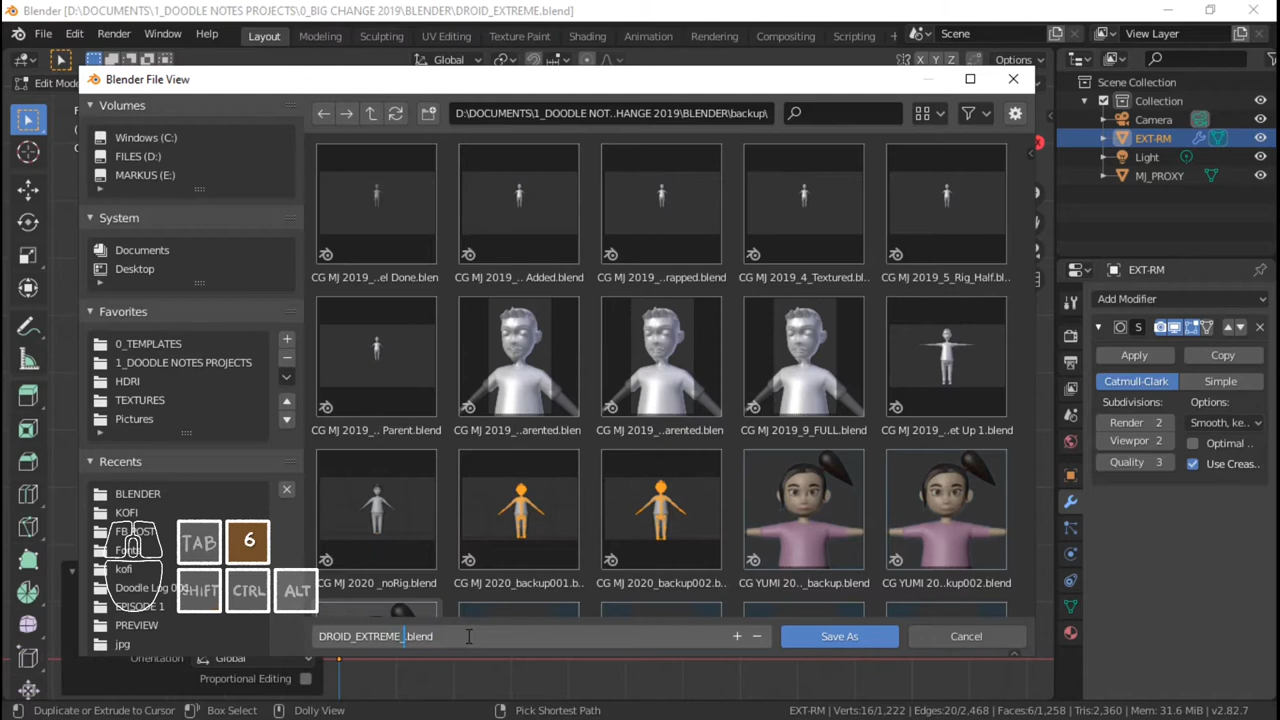 Blender [D:\DOCUMENTS\1_DOODLE NOTES PROJECTS\0_BIG CHANGE 2019\BLENDER\DROID_EXTREME.blend]
File Edit Render Window Help Layout Modeling Sculpting UV Editing Texture Paint Shading Animation Rendering Compositing Scripting + Scene View Layer
Global X Y Z Options
Edit Mode
Blender File View
Volumes
Windows (C:)
FILES (D:)
MARKUS (E:)
System
Documents
Desktop
Favorites
0_TEMPLATES
1_DOODLE NOTES PROJECTS
HDRI
TEXTURES
Pictures
Recents
BLENDER
KOFI
FB POST
kofi
EPISODE 1
PREVIEW
jpg
D:\DOCUMENTS\1_DOODLE NOT..HANGE 2019\BLENDER\backup\
CG MJ 2019_..el Done.blen
CG MJ 2019_.. Added.blend
CG MJ 2019_...rapped.blend
CG MJ 2019_4_Textured.bl..
CG MJ 2019_5_Rig_Half.bl..
CG MJ 2019_.. Parent.blend
CG MJ 2019_..arented.blen
CG MJ 2019_..arented.blen
CG MJ 2019_9_FULL.blend
CG MJ 2019_..et Up 1.blend
CG MJ 2020_noRig.blend
CG MJ 2020_backup001.b..
CG MJ 2020_backup002.b..
CG YUMI 20.._backup.blend
CG YUMI 20..kup002.blend
DROID_EXTREME_.blend
Save As
Cancel
TAB 6
SHIFT CTRL ALT
Orientation Global
Proportional Editing
Scene Collection
Collection
Camera
EXT-RM
Light
MJ_PROXY
EXT-RM
Add Modifier
S
Apply Copy
Catmull-Clark Simple
Subdivisions: Options:
Render 2 Smooth, ke..
Viewpor 2 Optimal ..
Quality 3 Use Creas..
Duplicate or Extrude to Cursor Box Select Dolly View Pick Shortest Path EXT-RM | Verts:16/1,222 | Edges:20/2,468 | Faces:6/1,258 | Tris:2,360 | Mem: 31.6 MiB | v2.82.7